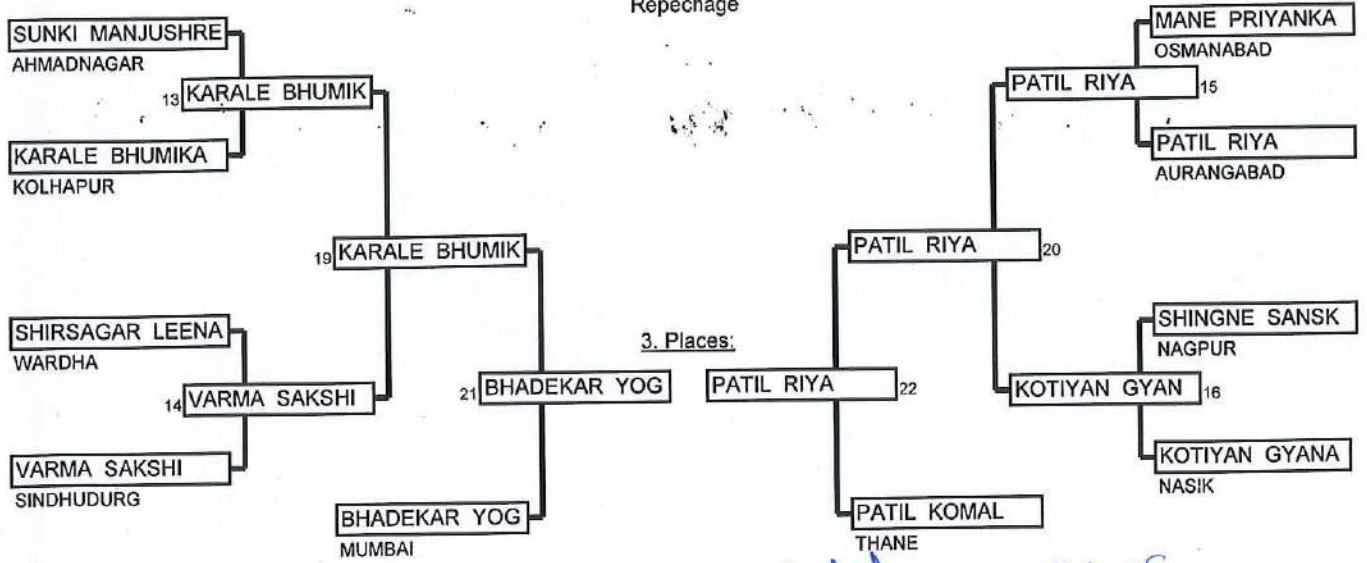 Repechage
SUNKI MANJUSHRE
AHMADNAGAR
13 KARALE BHUMIK
KARALE BHUMIKA
KOLHAPUR
19 KARALE BHUMIK
SHIRSAGAR LEENA
WARDHA
14 VARMA SAKSHI
VARMA SAKSHI
SINDHUDURG
21 BHADEKAR YOG
BHADEKAR YOG
MUMBAI
3. Places:
MANE PRIYANKA
OSMANABAD
PATIL RIYA 15
PATIL RIYA
AURANGABAD
PATIL RIYA 20
SHINGNE SANSK
NAGPUR
PATIL RIYA 22
KOTIYAN GYAN 16
KOTIYAN GYANA
NASIK
PATIL KOMAL
THANE